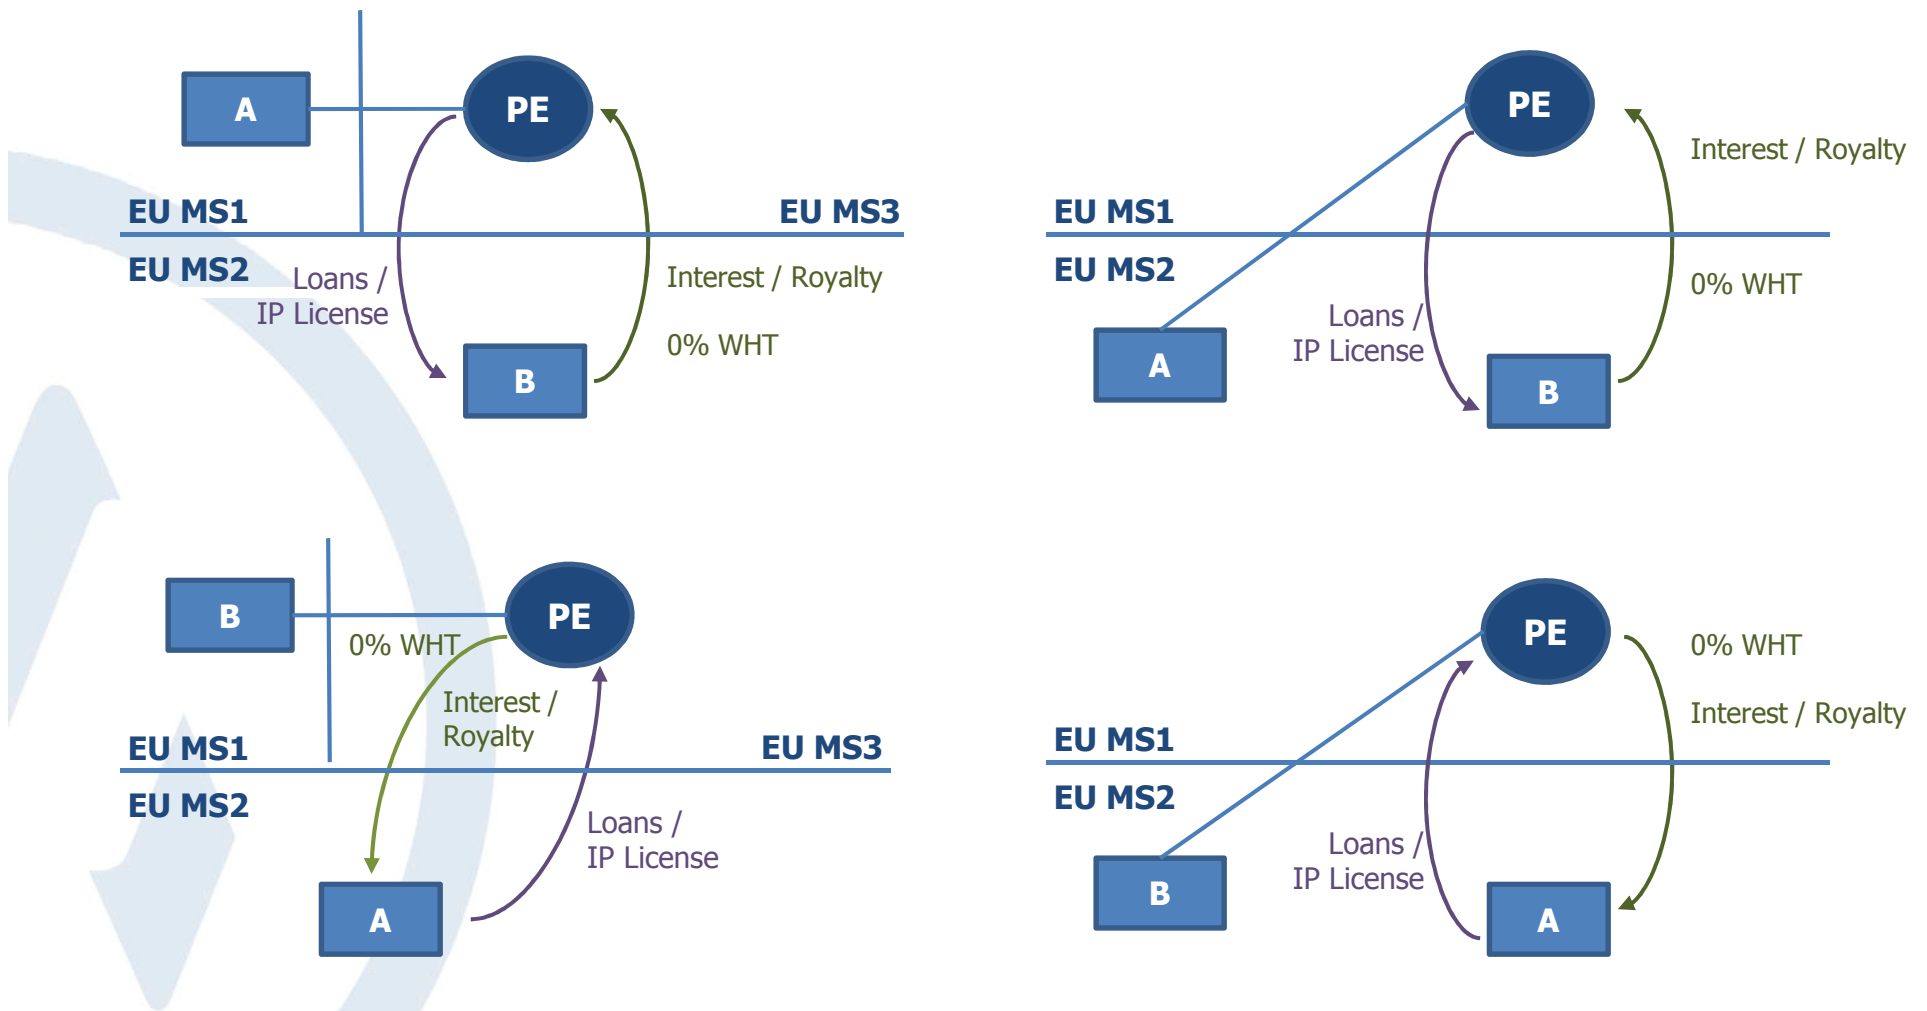 A
PE
EU MS1
EU MS3
EU MS2
Loans /
IP License
Interest / Royalty
0% WHT
B
PE
Interest / Royalty
EU MS1
EU MS2
0% WHT
Loans /
IP License
A
B
B
PE
0% WHT
Interest /
Royalty
EU MS1
EU MS3
EU MS2
Loans /
IP License
A
PE
0% WHT
Interest / Royalty
EU MS1
EU MS2
Loans /
IP License
B
A